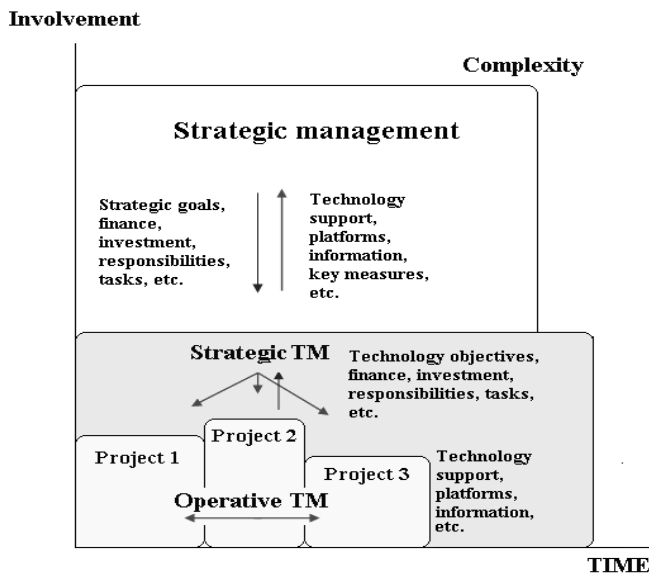 Involvement
Complexity
Strategic management
Strategic goals,
finance,
investment,
responsibilities,
tasks, etc.
Technology
support,
platforms,
information,
key measures,
etc.
Strategic TM
Technology objectives,
finance, investment,
responsibilities, tasks,
etc.
Project 1
Project 2
Project 3
Technology
support,
platforms,
information,
etc.
Operative TM
TIME